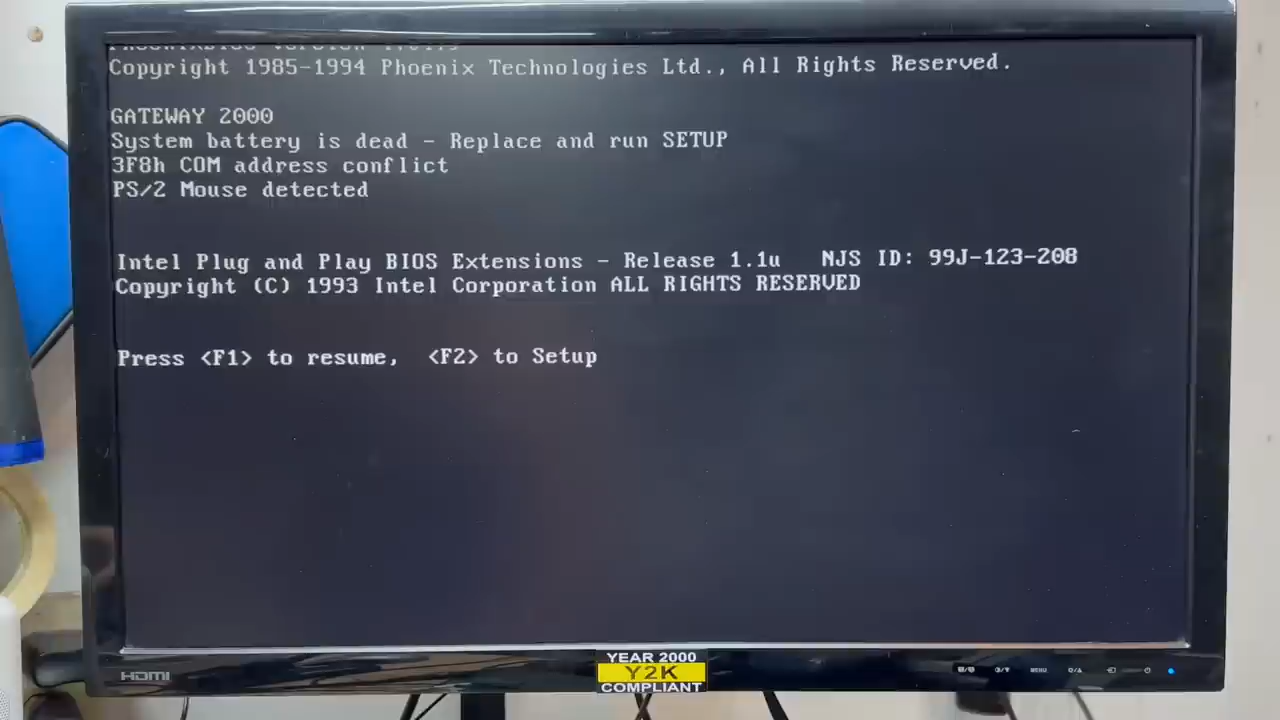 Copyright 1985-1994 Phoenix Technologies Ltd., All Rights Reserved.
GATEWAY 2000
System battery is dead - Replace and run SETUP
3F8h COM address conflict
PS/2 Mouse detected
Intel Plug and Play BIOS Extensions - Release 1.1u   NJS ID: 99J-123-208
Copyright (C) 1993 Intel Corporation ALL RIGHTS RESERVED
Press <F1> to resume,  <F2> to Setup
HDMI
YEAR 2000
Y2K
COMPLIANT
MENU